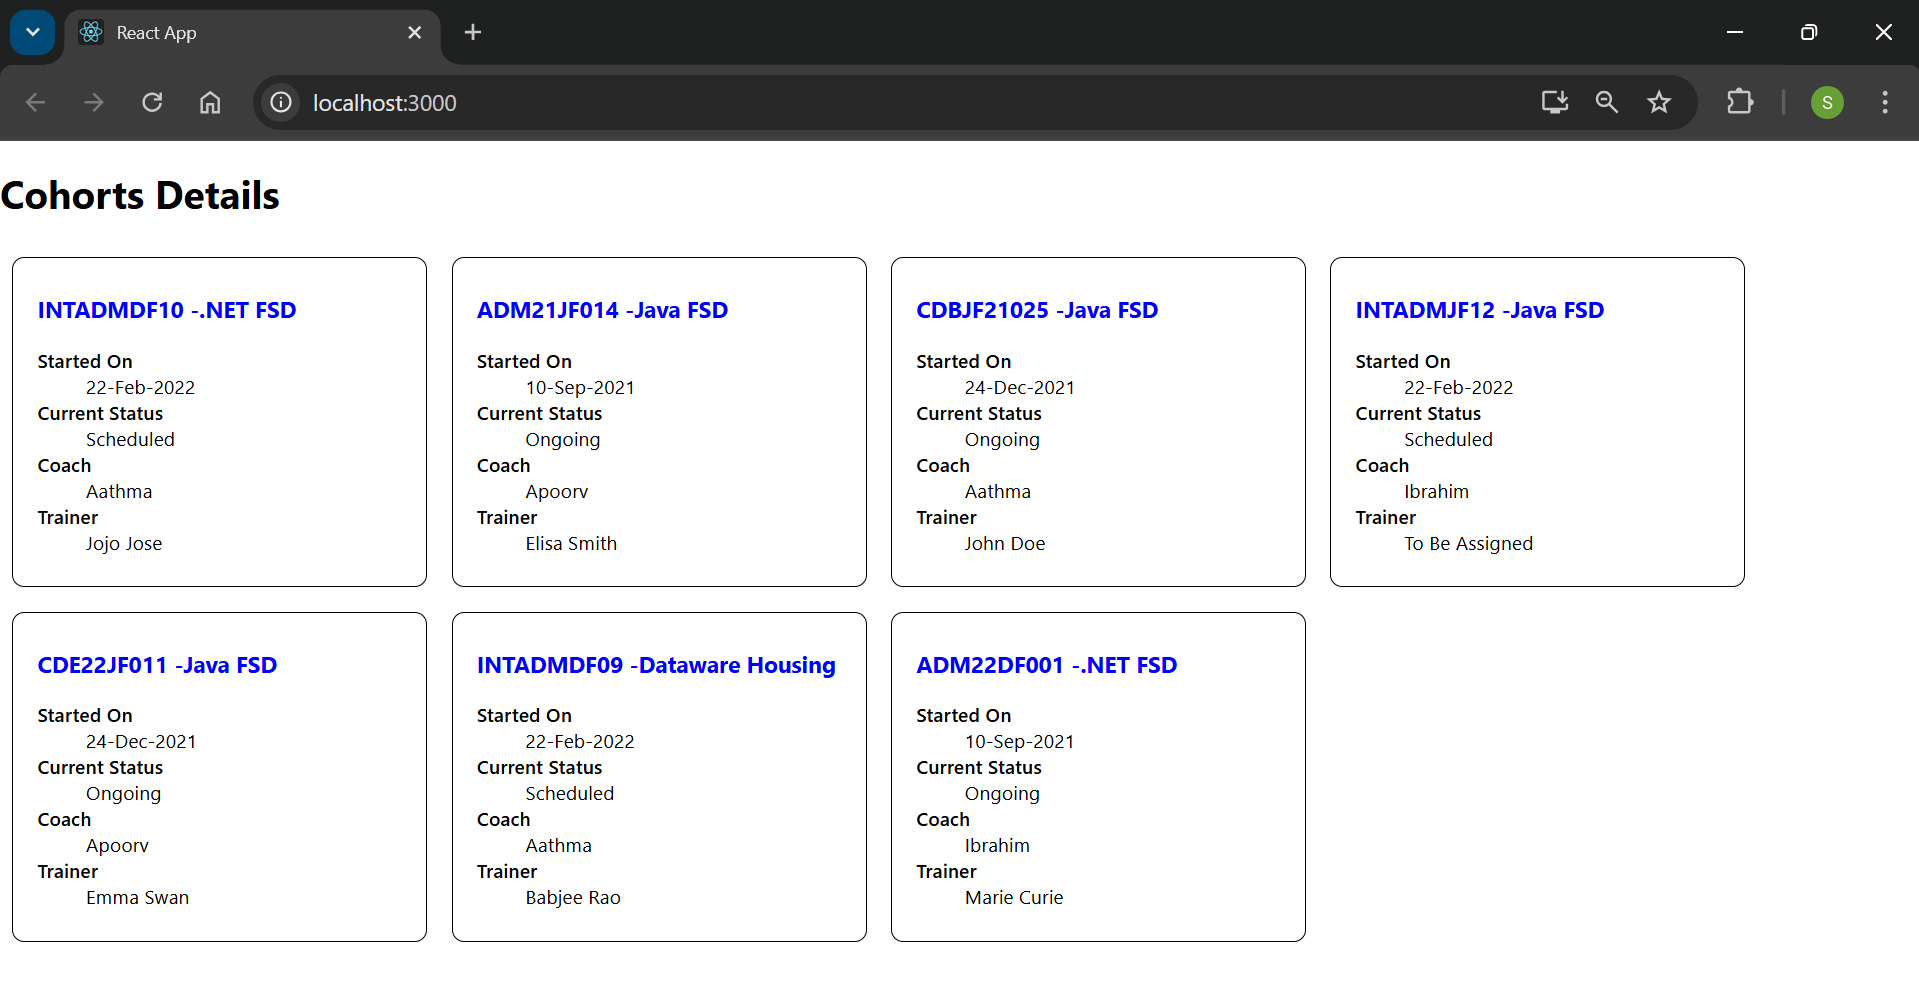 React App
localhost:3000
S
Cohorts Details
INTADMDF10 -.NET FSD
Started On
22-Feb-2022
Current Status
Scheduled
Coach
Aathma
Trainer
Jojo Jose
ADM21JF014 -Java FSD
Started On
10-Sep-2021
Current Status
Ongoing
Coach
Apoorv
Trainer
Elisa Smith
CDBJF21025 -Java FSD
Started On
24-Dec-2021
Current Status
Ongoing
Coach
Aathma
Trainer
John Doe
INTADMJF12 -Java FSD
Started On
22-Feb-2022
Current Status
Scheduled
Coach
Ibrahim
Trainer
To Be Assigned
CDE22JF011 -Java FSD
Started On
24-Dec-2021
Current Status
Ongoing
Coach
Apoorv
Trainer
Emma Swan
INTADMDF09 -Dataware Housing
Started On
22-Feb-2022
Current Status
Scheduled
Coach
Aathma
Trainer
Babjee Rao
ADM22DF001 -.NET FSD
Started On
10-Sep-2021
Current Status
Ongoing
Coach
Ibrahim
Trainer
Marie Curie